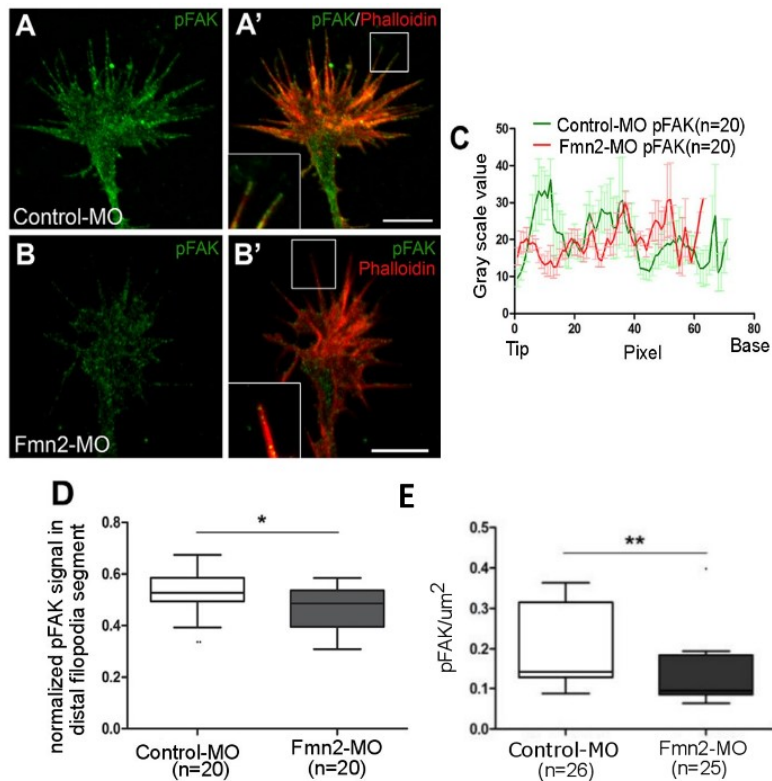 A
pFAK
Control-MO
A'
pFAK/Phalloidin
B
pFAK
Fmn2-MO
B'
pFAK
Phalloidin
C
Control-MO pFAK(n=20)
Fmn2-MO pFAK(n=20)
Gray scale value
50
40
30
20
10
0
0 20 40 60 80
Tip Pixel Base
D
*
normalized pFAK signal in
distal filopodia segment
0.8
0.6
0.4
0.2
0.0
Control-MO Fmn2-MO
(n=20) (n=20)
E
**
pFAK/um2
0.5
0.4
0.3
0.2
0.1
0.0
Control-MO Fmn2-MO
(n=26) (n=25)